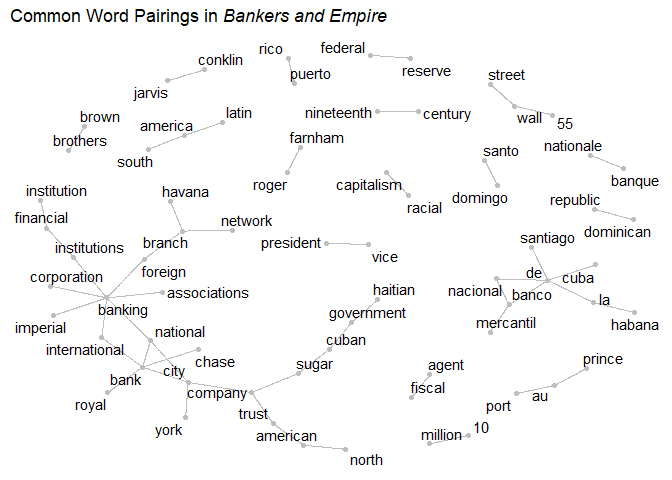 Common Word Pairings in Bankers and Empire
rico
federal
conklin
puerto
reserve
street
jarvis
brown
latin
nineteenth
century
wall
55
america
brothers
farnham
nationale
south
santo
institution
havana
roger
capitalism
banque
domingo
racial
republic
financial
network
dominican
branch
president
vice
santiago
institutions
foreign
de
cuba
corporation
associations
haitian
nacional
banco
la
banking
government
imperial
national
mercantil
habana
international
cuban
chase
sugar
agent
prince
bank
city
fiscal
royal
company
port
au
trust
york
american
million
10
north